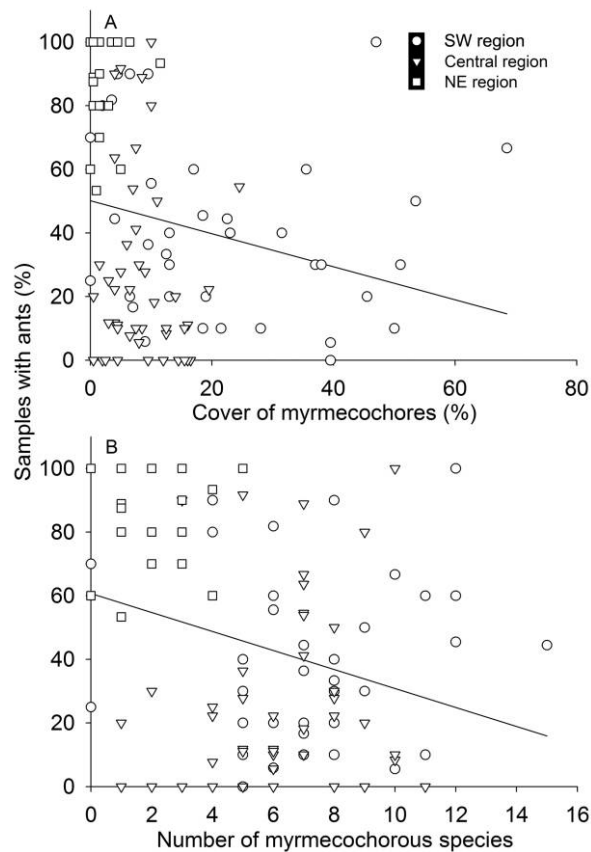 A
SW region
Central region
NE region
100
80
60
40
20
0
0 20 40 60 80
Cover of myrmecochores (%)
Samples with ants (%)
B
100
80
60
40
20
0
0 2 4 6 8 10 12 14 16
Number of myrmecochorous species